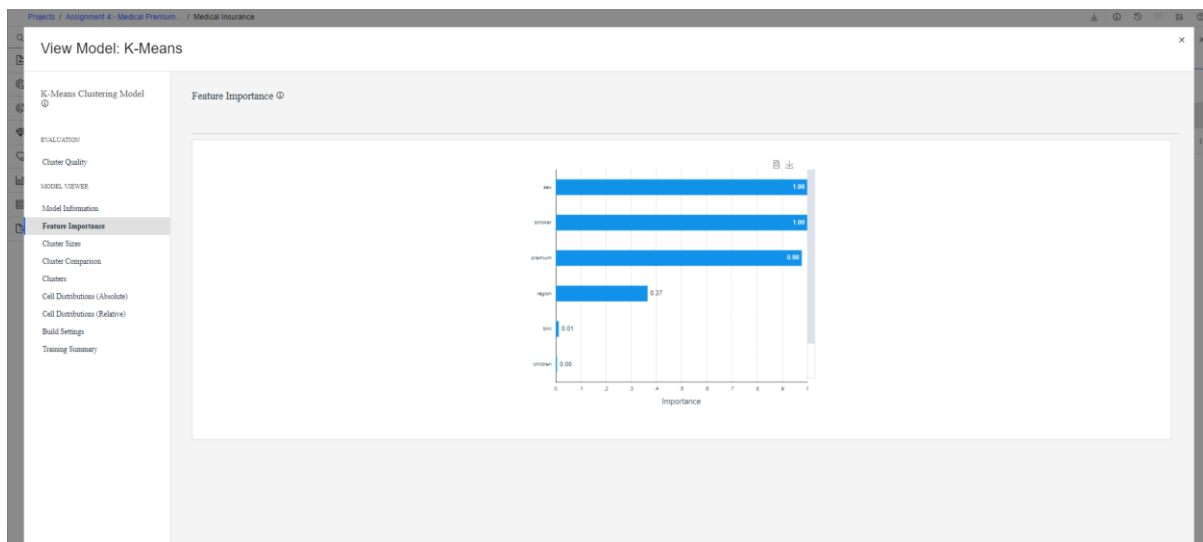 Projects / Assignment 4 - Medical Premium... / Medical Insurance
View Model: K-Means
K-Means Clustering Model
Feature Importance
EVALUATION
Cluster Quality
MODEL VIEWER
Model Information
Feature Importance
Cluster Sizes
Cluster Comparison
Clusters
Cell Distributions (Absolute)
Cell Distributions (Relative)
Build Settings
Training Summary
sex 1.00
smoker 1.00
premium 0.98
region 0.37
bmi 0.01
children 0.00
0 .1 .2 .3 .4 .5 .6 .7 .8 .9 1
Importance